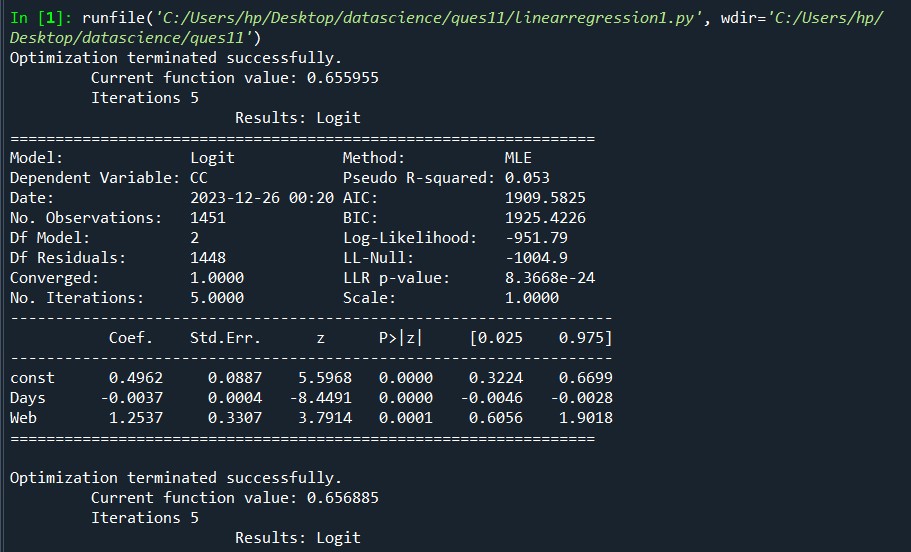 In [1]: runfile('C:/Users/hp/Desktop/datascience/ques11/linearregression1.py', wdir='C:/Users/hp/
Desktop/datascience/ques11')
Optimization terminated successfully.
         Current function value: 0.655955
         Iterations 5
                         Results: Logit
=================================================================
Model:              Logit            Method:           MLE
Dependent Variable: CC               Pseudo R-squared: 0.053
Date:               2023-12-26 00:20 AIC:              1909.5825
No. Observations:   1451             BIC:              1925.4226
Df Model:           2                Log-Likelihood:   -951.79
Df Residuals:       1448             LL-Null:          -1004.9
Converged:          1.0000           LLR p-value:      8.3668e-24
No. Iterations:     5.0000           Scale:            1.0000
-------------------------------------------------------------------
           Coef.    Std.Err.      z      P>|z|     [0.025    0.975]
-------------------------------------------------------------------
const      0.4962     0.0887    5.5968  0.0000    0.3224    0.6699
Days      -0.0037     0.0004   -8.4491  0.0000   -0.0046   -0.0028
Web        1.2537     0.3307    3.7914  0.0001    0.6056    1.9018
=================================================================
Optimization terminated successfully.
         Current function value: 0.656885
         Iterations 5
                         Results: Logit